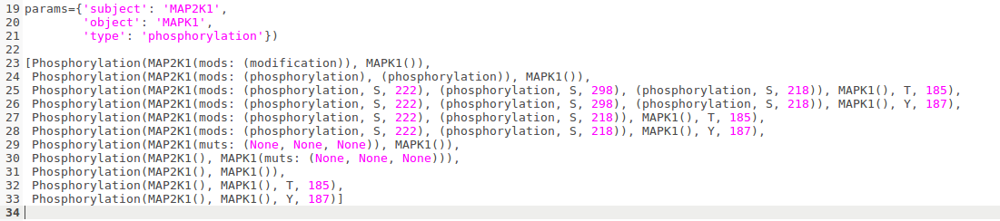 19 params={'subject': 'MAP2K1',
20         'object': 'MAPK1',
21         'type': 'phosphorylation'})
22
23 [Phosphorylation(MAP2K1(mods: (modification)), MAPK1()),
24  Phosphorylation(MAP2K1(mods: (phosphorylation), (phosphorylation)), MAPK1()),
25  Phosphorylation(MAP2K1(mods: (phosphorylation, S, 222), (phosphorylation, S, 298), (phosphorylation, S, 218)), MAPK1(), T, 185),
26  Phosphorylation(MAP2K1(mods: (phosphorylation, S, 222), (phosphorylation, S, 298), (phosphorylation, S, 218)), MAPK1(), Y, 187),
27  Phosphorylation(MAP2K1(mods: (phosphorylation, S, 222), (phosphorylation, S, 218)), MAPK1(), T, 185),
28  Phosphorylation(MAP2K1(mods: (phosphorylation, S, 222), (phosphorylation, S, 218)), MAPK1(), Y, 187),
29  Phosphorylation(MAP2K1(muts: (None, None, None)), MAPK1()),
30  Phosphorylation(MAP2K1(), MAPK1(muts: (None, None, None))),
31  Phosphorylation(MAP2K1(), MAPK1()),
32  Phosphorylation(MAP2K1(), MAPK1(), T, 185),
33  Phosphorylation(MAP2K1(), MAPK1(), Y, 187)]
34